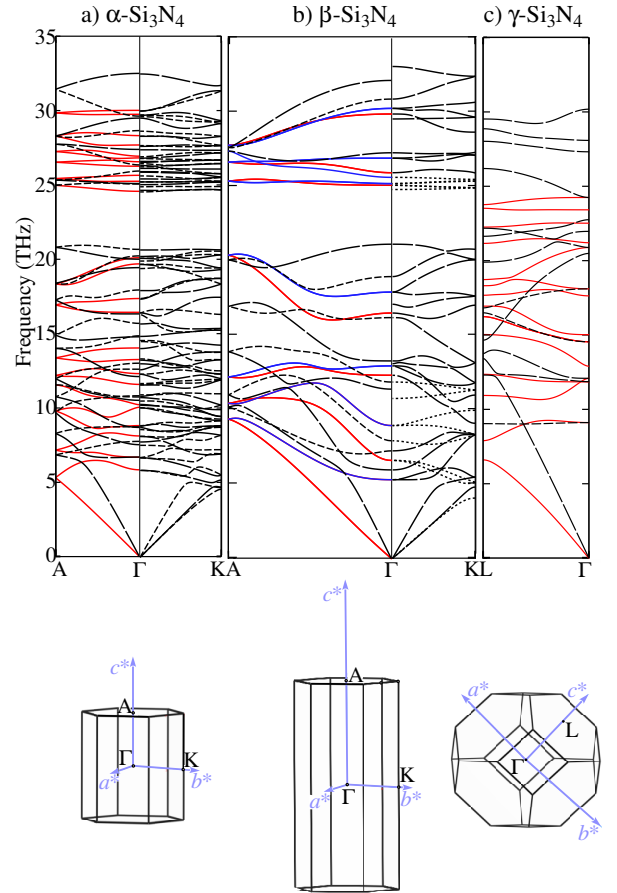 a) α-Si3N4 b) β-Si3N4 c) γ-Si3N4
Frequency (THz)
35
30
25
20
15
10
5
0
A Γ K A Γ K L Γ
c*
A
Γ
K
a*
b*
c*
A
K
Γ
a*
b*
a*
c*
L
Γ
b*